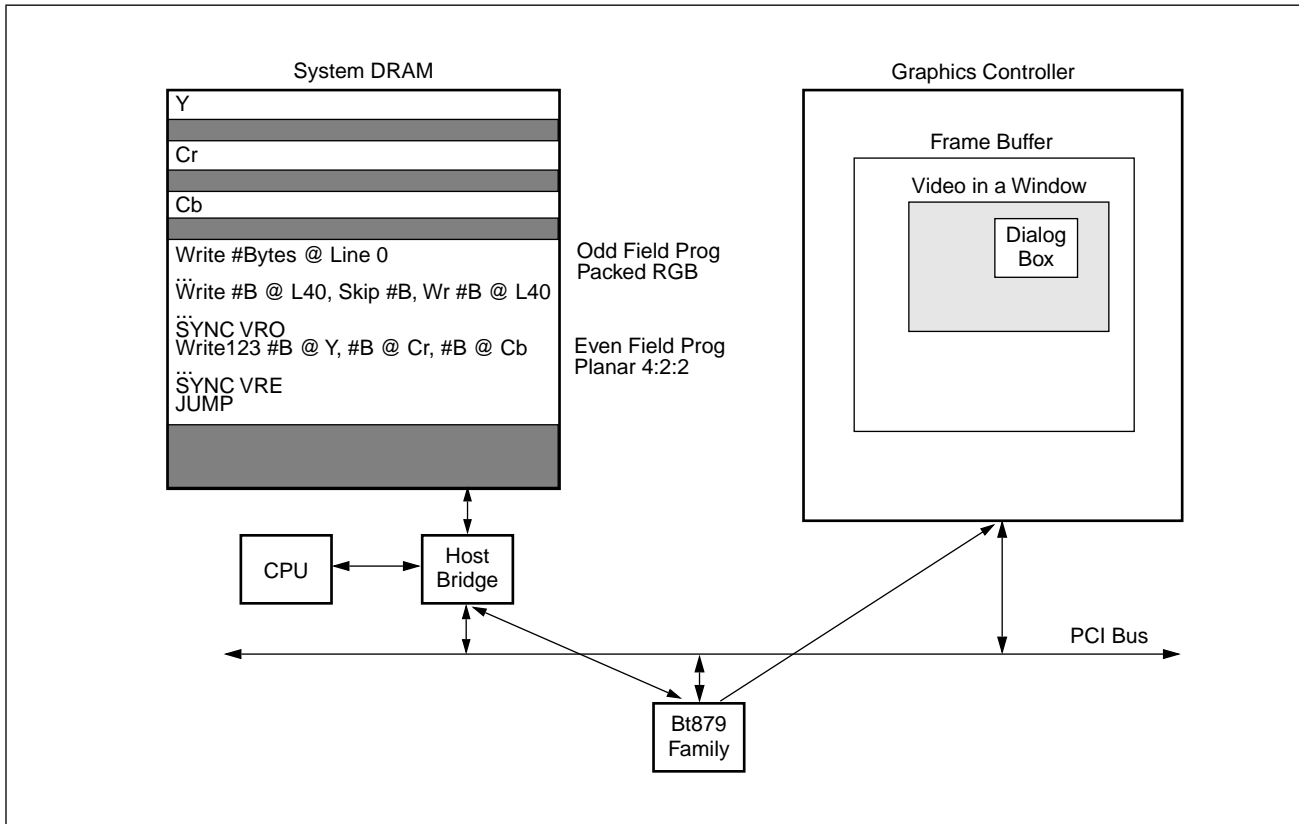 System DRAM
Y
Cr
Cb
Write #Bytes @ Line 0
...
Write #B @ L40, Skip #B, Wr #B @ L40
...
SYNC VRO
Write123 #B @ Y, #B @ Cr, #B @ Cb
...
SYNC VRE
JUMP
Odd Field Prog
Packed RGB
Even Field Prog
Planar 4:2:2
Graphics Controller
Frame Buffer
Video in a Window
Dialog
Box
CPU
Host
Bridge
PCI Bus
Bt879
Family